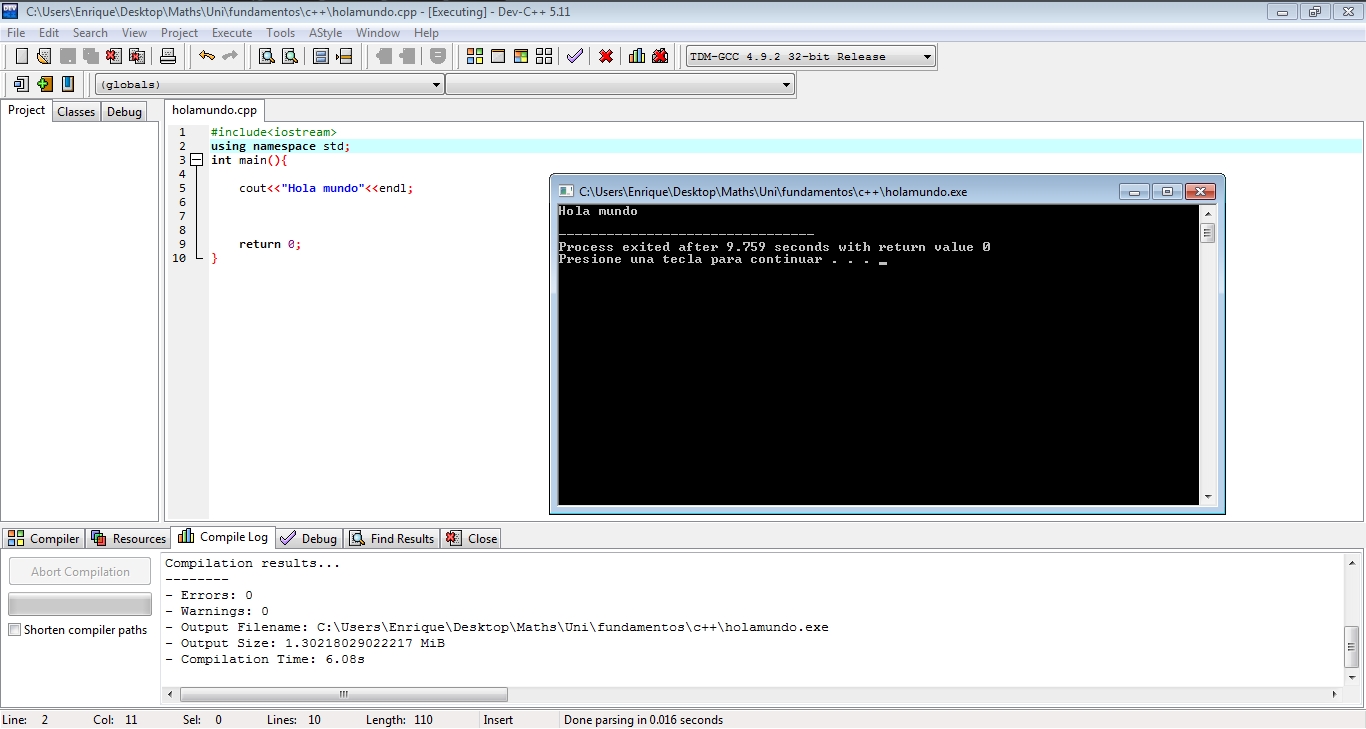 C:\Users\Enrique\Desktop\Maths\Uni\fundamentos\c++\holamundo.cpp - [Executing] - Dev-C++ 5.11
File Edit Search View Project Execute Tools AStyle Window Help
TDM-GCC 4.9.2 32-bit Release
(globals)
Project Classes Debug
holamundo.cpp
1 #include<iostream>
2 using namespace std;
3 int main(){
4
5 cout<<"Hola mundo"<<endl;
6
7
8
9 return 0;
10 }
C:\Users\Enrique\Desktop\Maths\Uni\fundamentos\c++\holamundo.exe
Hola mundo
--------------------------------
Process exited after 9.759 seconds with return value 0
Presione una tecla para continuar . . . _
Compiler Resources Compile Log Debug Find Results Close
Abort Compilation
Shorten compiler paths
Compilation results...
--------
- Errors: 0
- Warnings: 0
- Output Filename: C:\Users\Enrique\Desktop\Maths\Uni\fundamentos\c++\holamundo.exe
- Output Size: 1.30218029022217 MiB
- Compilation Time: 6.08s
Line: 2 Col: 11 Sel: 0 Lines: 10 Length: 110 Insert Done parsing in 0.016 seconds